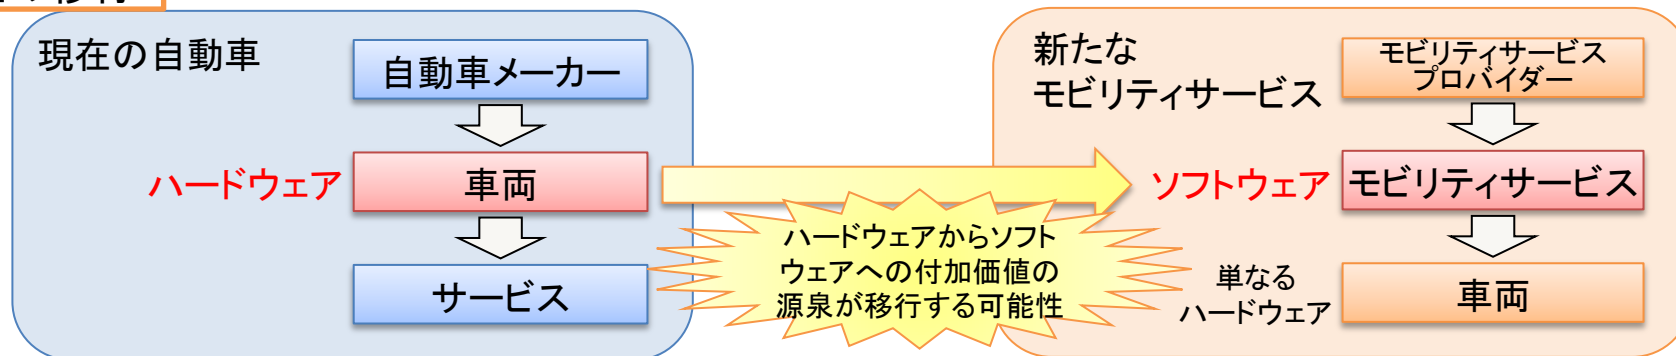 現在の自動車
自動車メーカー
ハードウェア
車両
サービス
ハードウェアからソフト
ウェアへの付加価値の
源泉が移行する可能性
新たな
モビリティサービス
モビリティサービス
プロバイダー
ソフトウェア
モビリティサービス
単なる
ハードウェア
車両